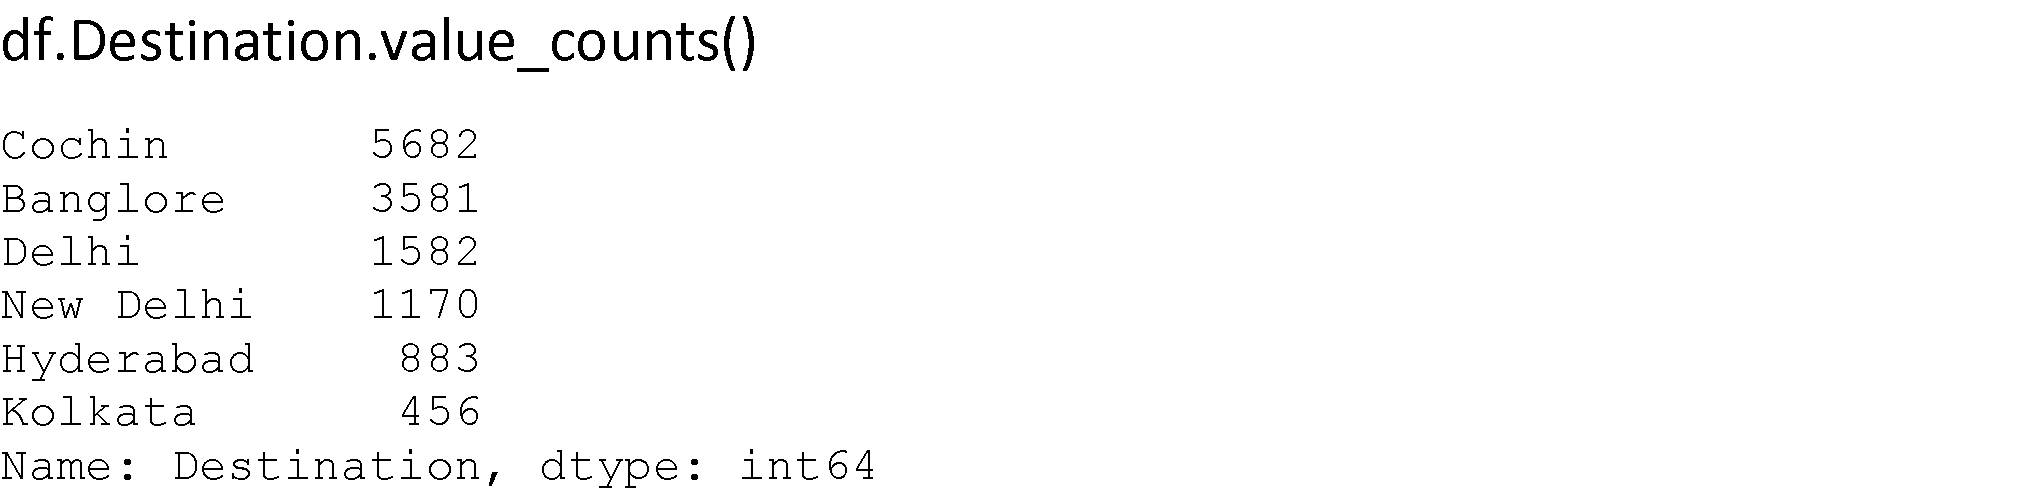 df.Destination.value_counts()
Cochin       5682
Banglore     3581
Delhi        1582
New Delhi    1170
Hyderabad     883
Kolkata       456
Name: Destination, dtype: int64